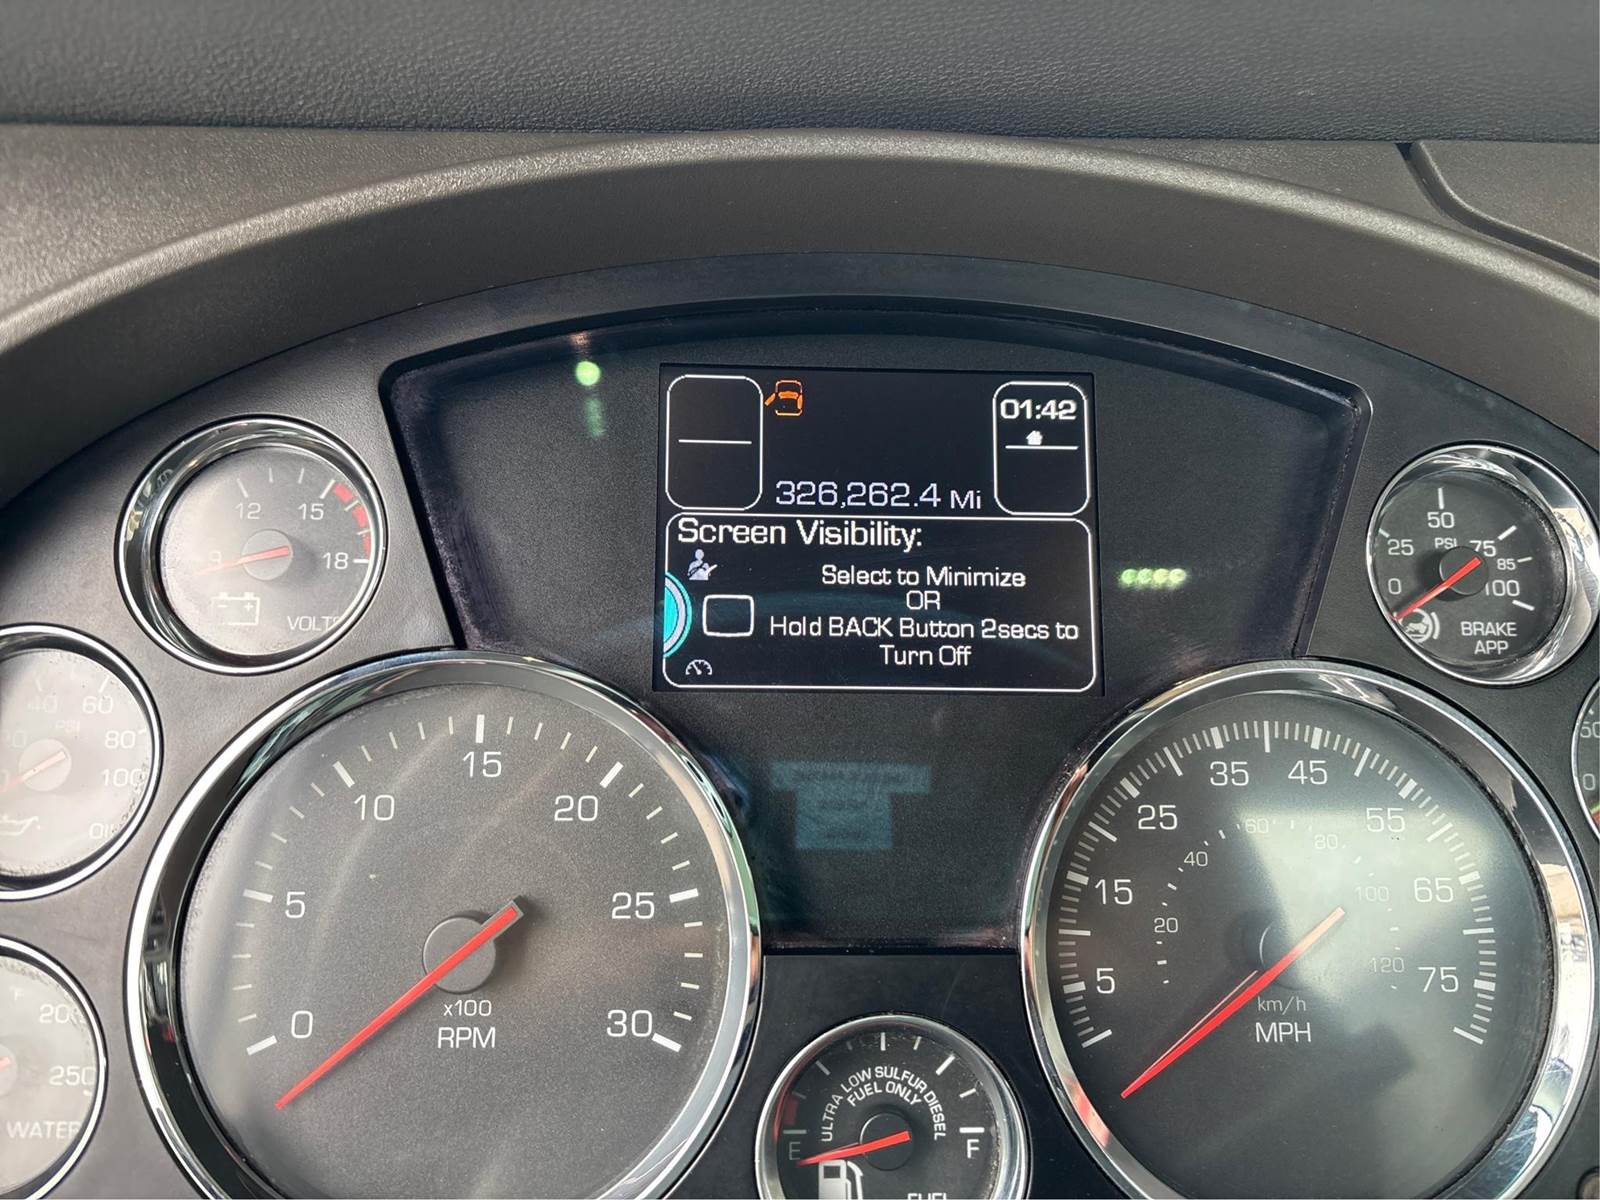 01:42
326,262.4 Mi
Screen Visibility:
Select to Minimize
OR
Hold BACK Button 2secs to
Turn Off
9 12 15 18
VOLTS
0 25 50 75 85 100
PSI
BRAKE
APP
40 60 80 100
PSI
OIL
0 5 10 15 20 25 30
x100
RPM
5 15 25 35 45 55 65 75
20 40 60 80 100 120
km/h
MPH
250
WATER
ULTRA LOW SULFUR DIESEL
FUEL ONLY
E F
FUEL
50
0